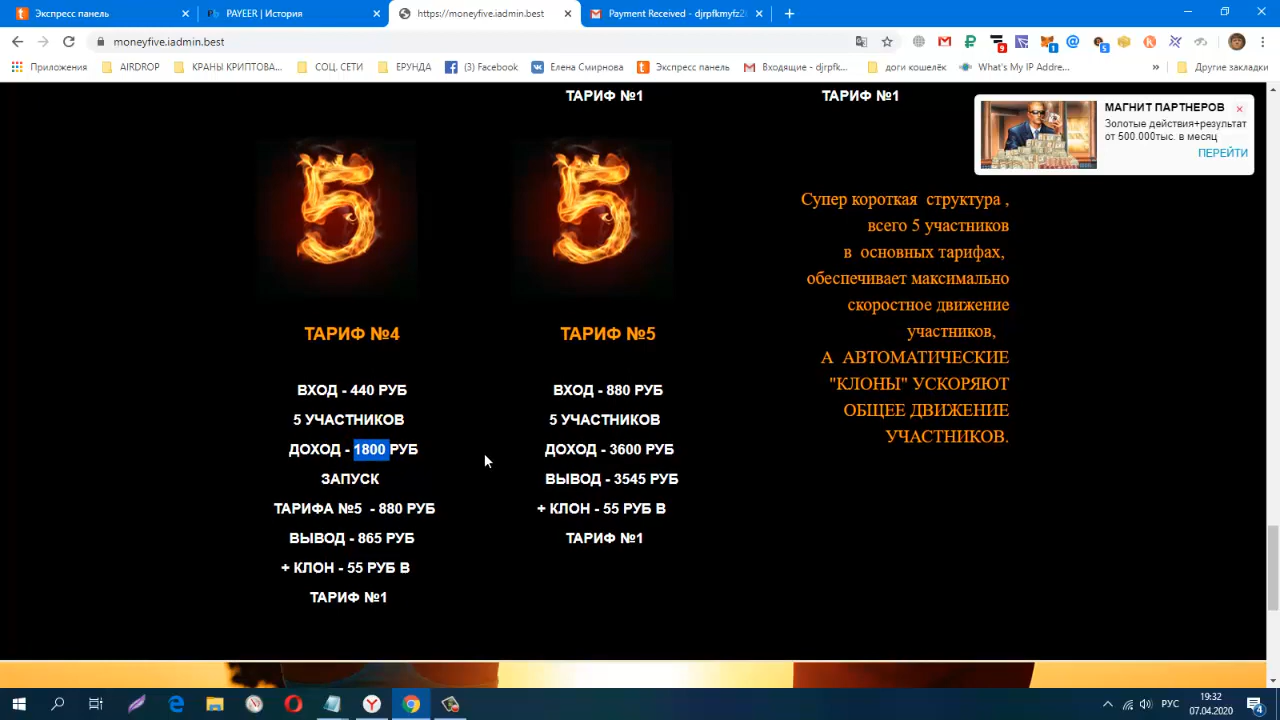 Экспресс панель
PAYEER | История
https://moneyfive.iadmin.best
Payment Received - djrpfkmyfz2
moneyfive.iadmin.best
Приложения
AIRDROP
КРАНЫ КРИПТОВА...
СОЦ. СЕТИ
ЕРУНДА
(3) Facebook
Елена Смирнова
Экспресс панель
Входящие - djrpfk...
доги кошелёк
What's My IP Addre...
»
Другие закладки
ТАРИФ №1
ТАРИФ №1
МАГНИТ ПАРТНЕРОВ
Золотые действия+результат
от 500.000тыс. в месяц
ПЕРЕЙТИ
5
5
ТАРИФ №4
ВХОД - 440 РУБ
5 УЧАСТНИКОВ
ДОХОД - 1800 РУБ
ЗАПУСК
ТАРИФА №5 - 880 РУБ
ВЫВОД - 865 РУБ
+ КЛОН - 55 РУБ В
ТАРИФ №1
ТАРИФ №5
ВХОД - 880 РУБ
5 УЧАСТНИКОВ
ДОХОД - 3600 РУБ
ВЫВОД - 3545 РУБ
+ КЛОН - 55 РУБ В
ТАРИФ №1
Супер короткая структура ,
всего 5 участников
в основных тарифах,
обеспечивает максимально
скоростное движение
участников,
А АВТОМАТИЧЕСКИЕ
"КЛОНЫ" УСКОРЯЮТ
ОБЩЕЕ ДВИЖЕНИЕ
УЧАСТНИКОВ.
РУС
19:32
07.04.2020